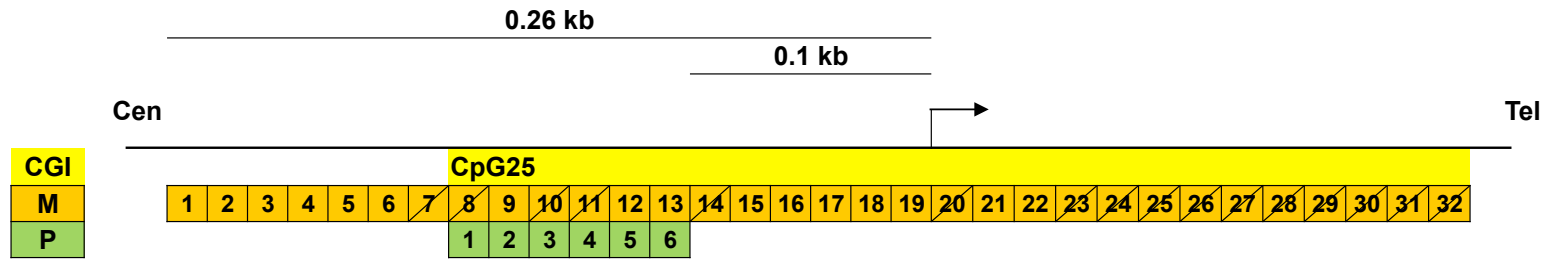 0.26 kb
0.1 kb
Cen Tel
CGI CpG25
M 1 2 3 4 5 6 7 8 9 10 11 12 13 14 15 16 17 18 19 20 21 22 23 24 25 26 27 28 29 30 31 32
P 1 2 3 4 5 6